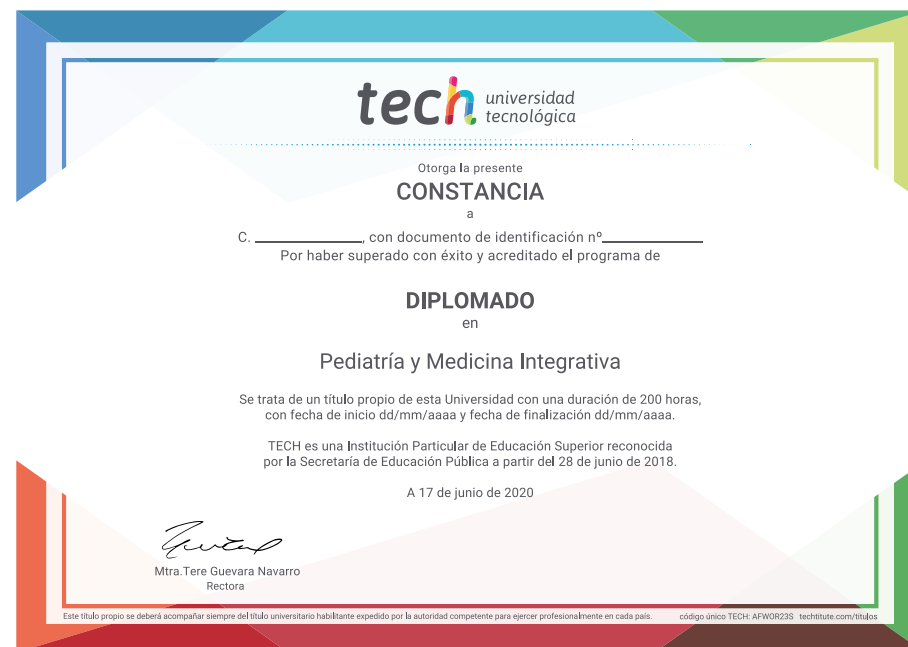 tech universidad
tecnológica
Otorga la presente
CONSTANCIA
a
C. ____________, con documento de identificación nº____________
Por haber superado con éxito y acreditado el programa de
DIPLOMADO
en
Pediatría y Medicina Integrativa
Se trata de un título propio de esta Universidad con una duración de 200 horas,
con fecha de inicio dd/mm/aaaa y fecha de finalización dd/mm/aaaa.
TECH es una Institución Particular de Educación Superior reconocida
por la Secretaría de Educación Pública a partir del 28 de junio de 2018.
A 17 de junio de 2020
Mtra.Tere Guevara Navarro
Rectora
Este título propio se deberá acompañar siempre del título universitario habilitante expedido por la autoridad competente para ejercer profesionalmente en cada país. código único TECH: AFWOR23S techtitute.com/titulos